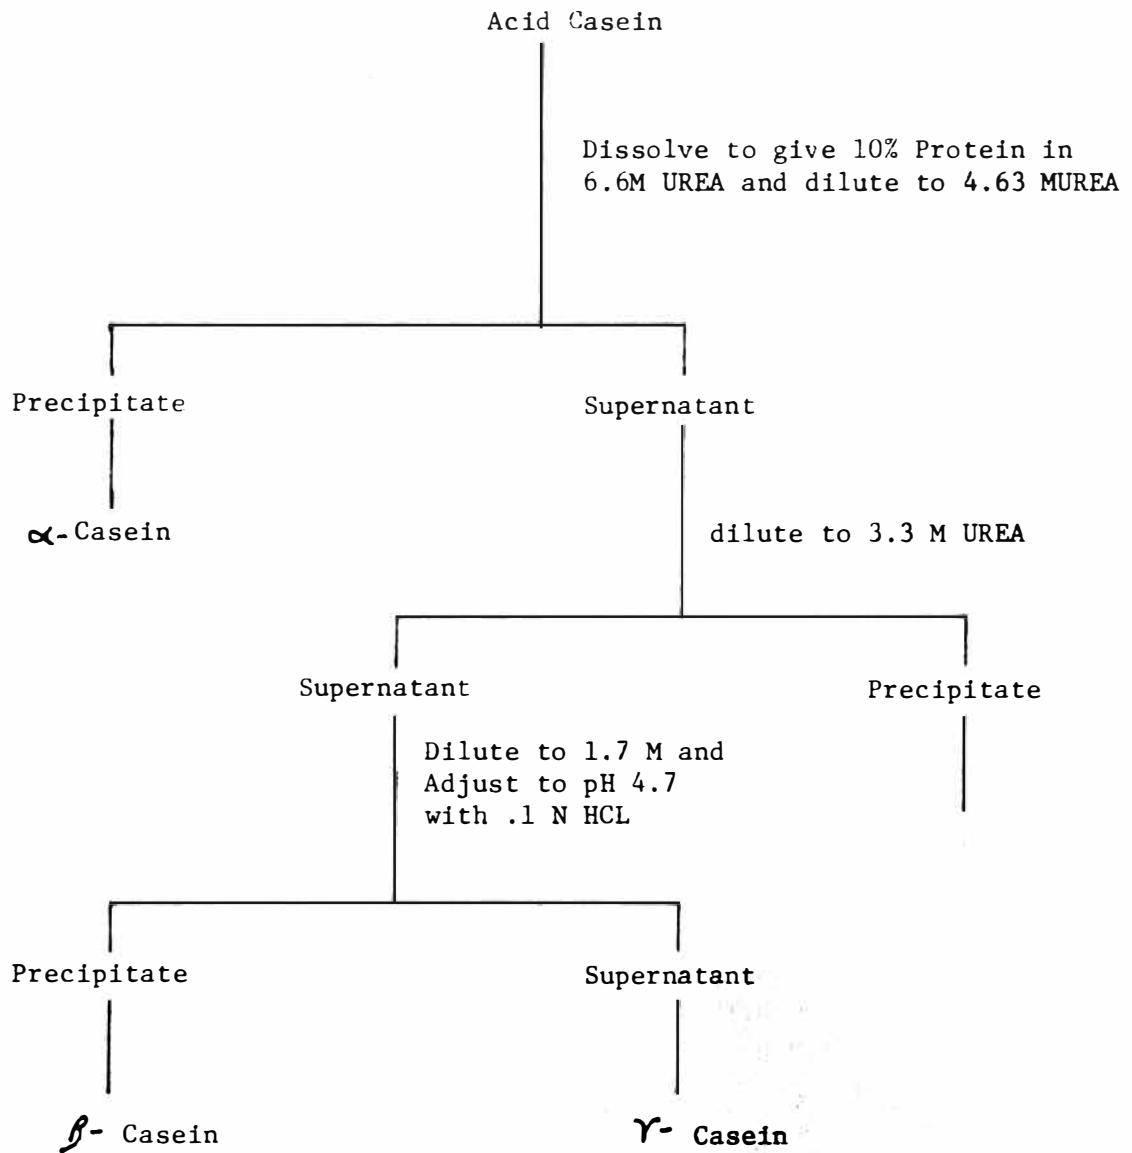 Acid Casein
Dissolve to give 10% Protein in
6.6M UREA and dilute to 4.63 MUREA
Precipitate
Supernatant
α-Casein
dilute to 3.3 M UREA
Supernatant
Precipitate
Dilute to 1.7 M and
Adjust to pH 4.7
with .1 N HCL
Precipitate
Supernatant
β- Casein
γ- Casein